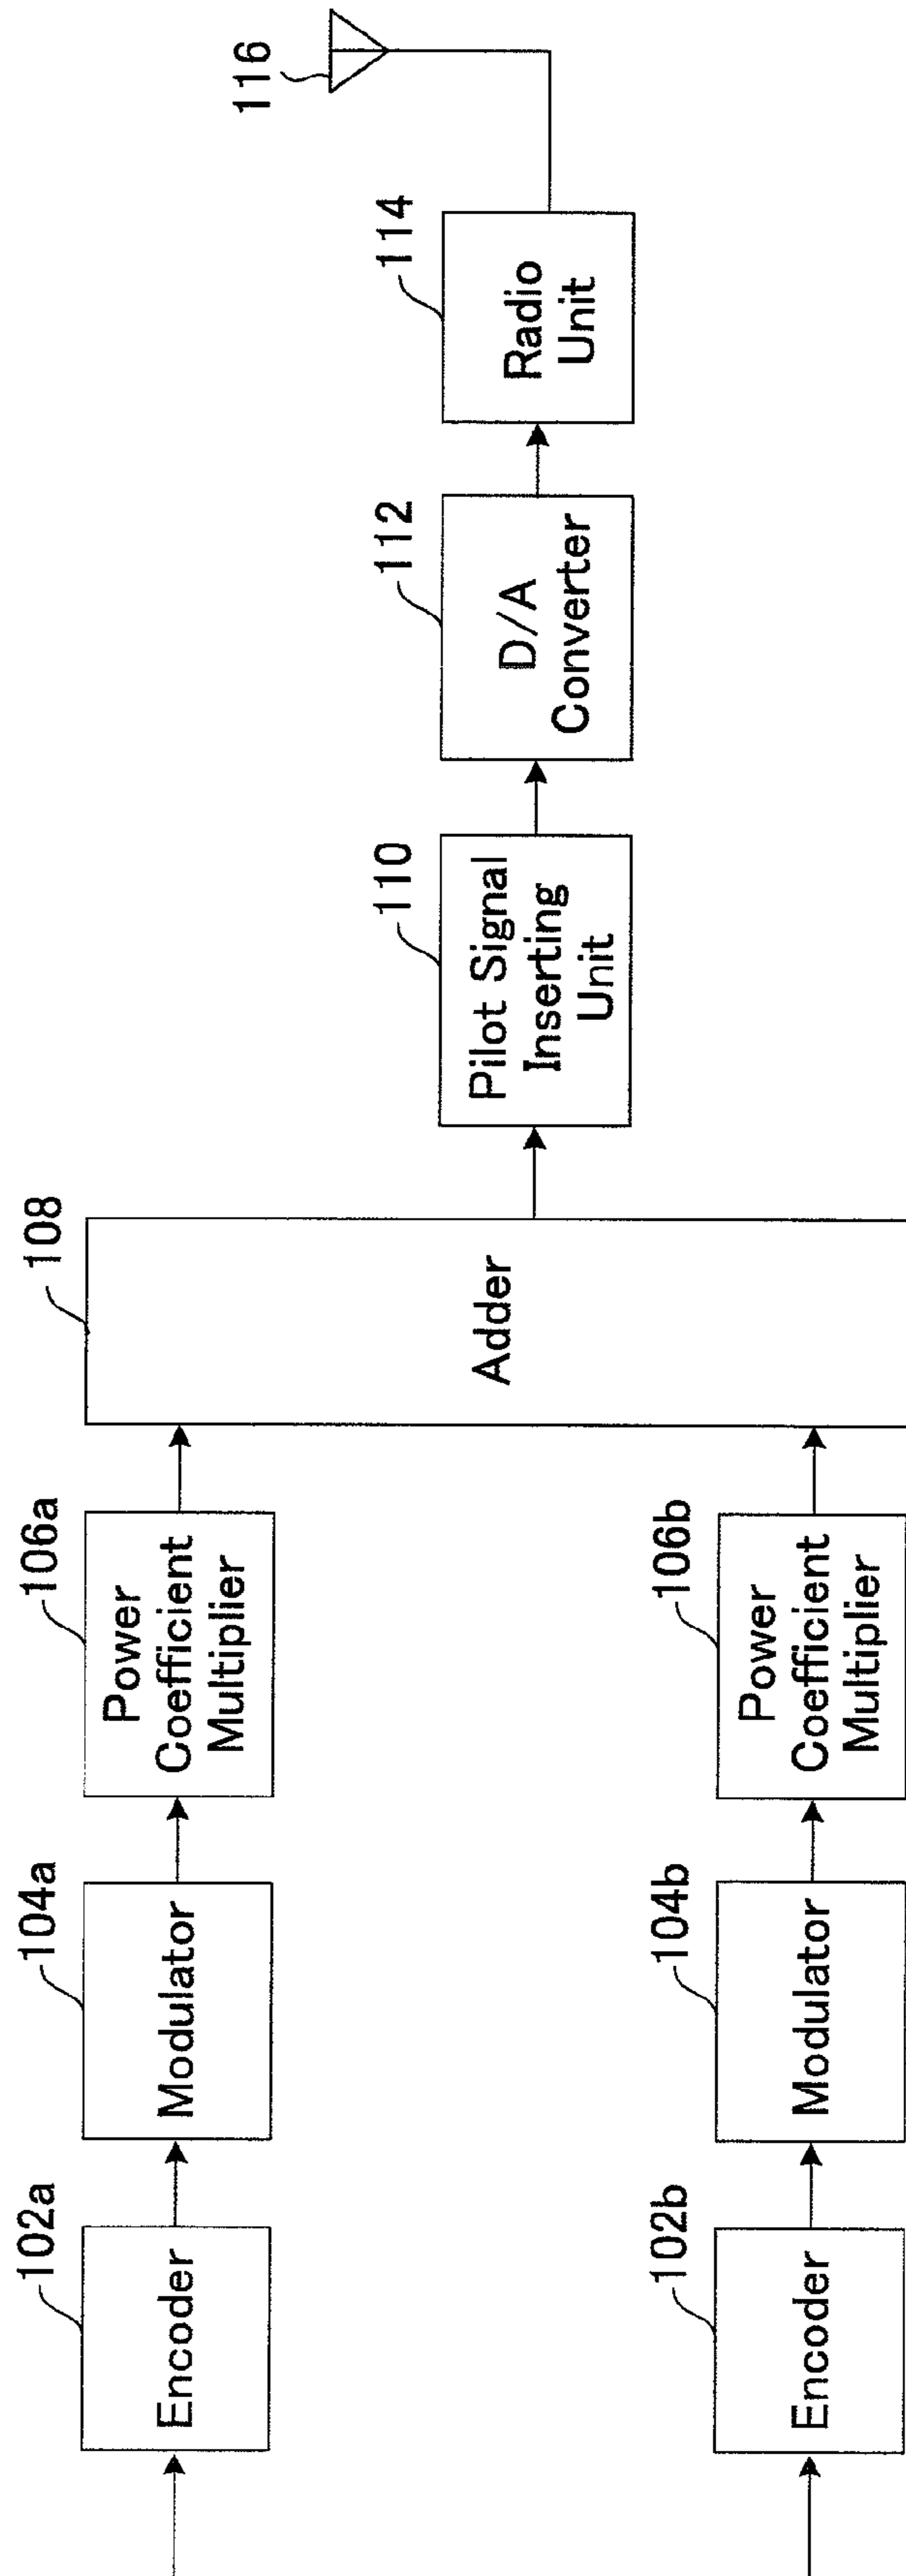 102a
Encoder
104a
Modulator
106a
Power
Coefficient
Multiplier
102b
Encoder
104b
Modulator
106b
Power
Coefficient
Multiplier
108
Adder
110
Pilot Signal
Inserting
Unit
112
D/A
Converter
114
Radio
Unit
116